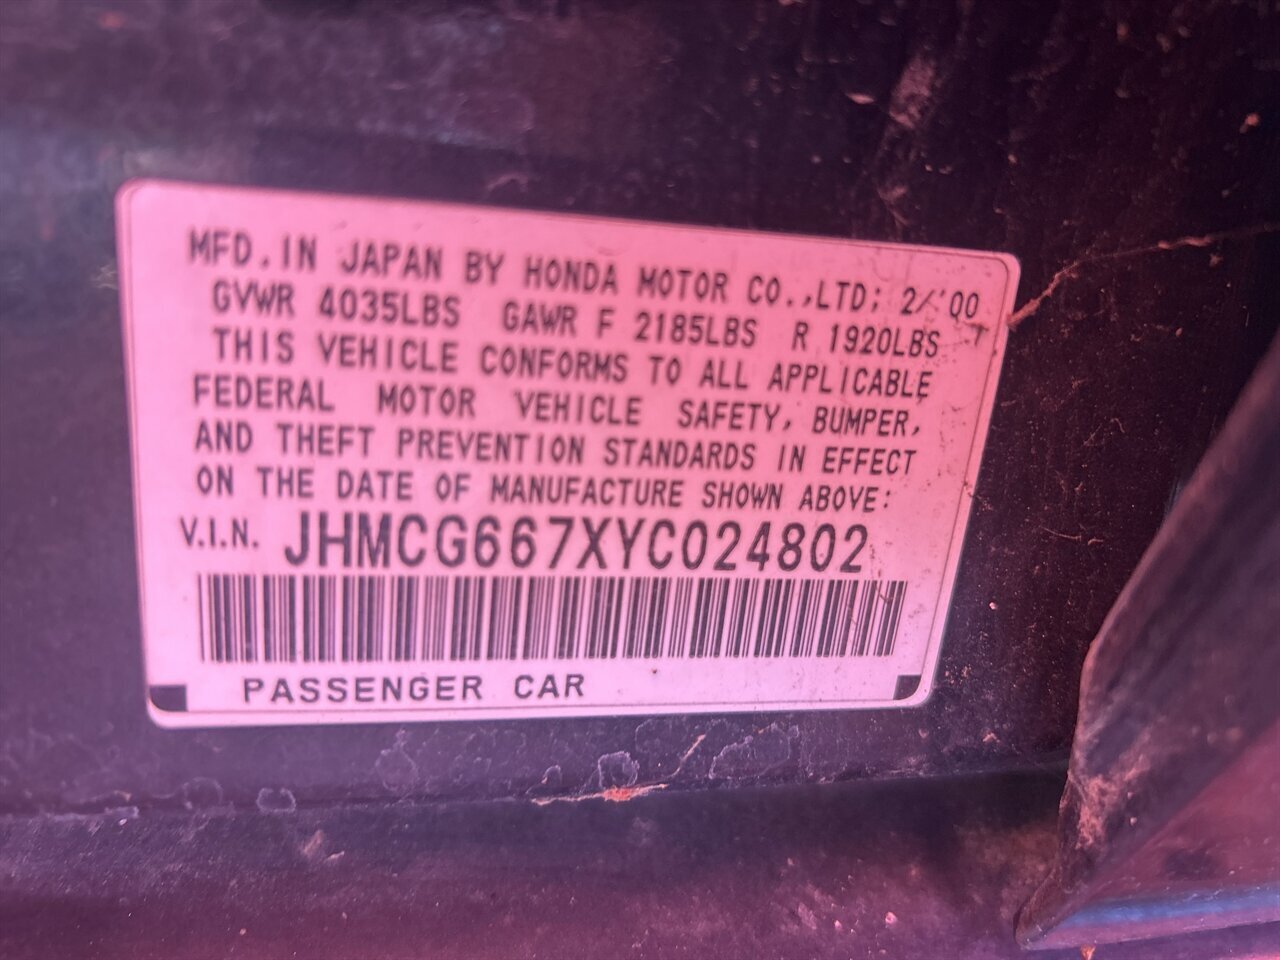 MFD.IN JAPAN BY HONDA MOTOR CO.,LTD; 2/'00
GVWR 4035LBS GAWR F 2185LBS R 1920LBS
THIS VEHICLE CONFORMS TO ALL APPLICABLE
FEDERAL MOTOR VEHICLE SAFETY, BUMPER,
AND THEFT PREVENTION STANDARDS IN EFFECT
ON THE DATE OF MANUFACTURE SHOWN ABOVE:
V.I.N. JHMCG667XYC024802
PASSENGER CAR